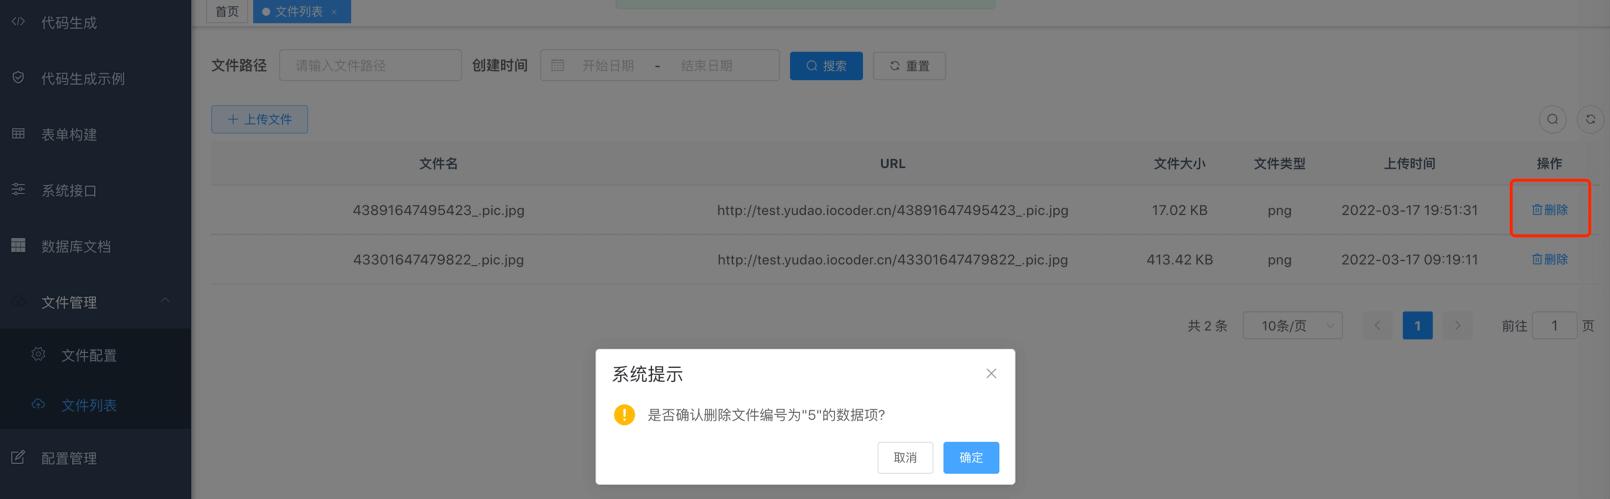 代码生成
代码生成示例
表单构建
系统接口
数据库文档
文件管理
文件配置
文件列表
配置管理
首页 文件列表 ×
文件路径 请输入文件路径 创建时间 开始日期 - 结束日期 搜索 重置
+ 上传文件
文件名 URL 文件大小 文件类型 上传时间 操作
43891647495423_.pic.jpg http://test.yudao.iocoder.cn/43891647495423_.pic.jpg 17.02 KB png 2022-03-17 19:51:31 删除
43301647479822_.pic.jpg http://test.yudao.iocoder.cn/43301647479822_.pic.jpg 413.42 KB png 2022-03-17 09:19:11 删除
共 2 条 10条/页 < 1 > 前往 1 页
系统提示
是否确认删除文件编号为"5"的数据项?
取消 确定